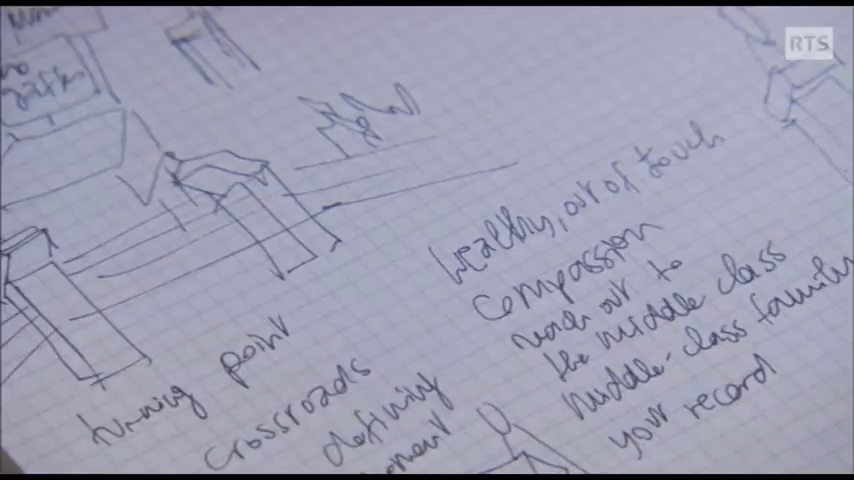 RTS
wealthy, out of touch
compassion
reach out to
the middle class
middle-class families
your record
turning point
crossroads
defining
moment